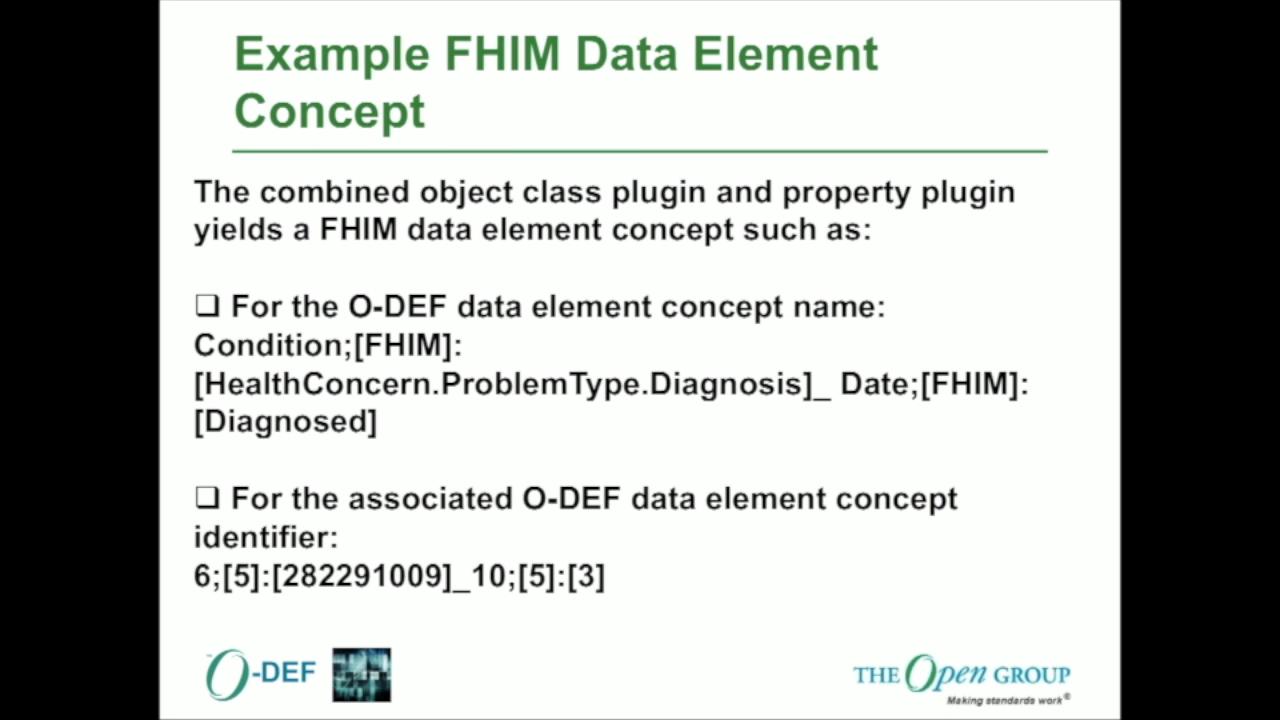 Example FHIM Data Element
Concept
The combined object class plugin and property plugin
yields a FHIM data element concept such as:
❑ For the O-DEF data element concept name:
Condition;[FHIM]:
[HealthConcern.ProblemType.Diagnosis]_ Date;[FHIM]:
[Diagnosed]
❑ For the associated O-DEF data element concept
identifier:
6;[5]:[282291009]_10;[5]:[3]
O-DEF
THE Open GROUP
Making standards work®